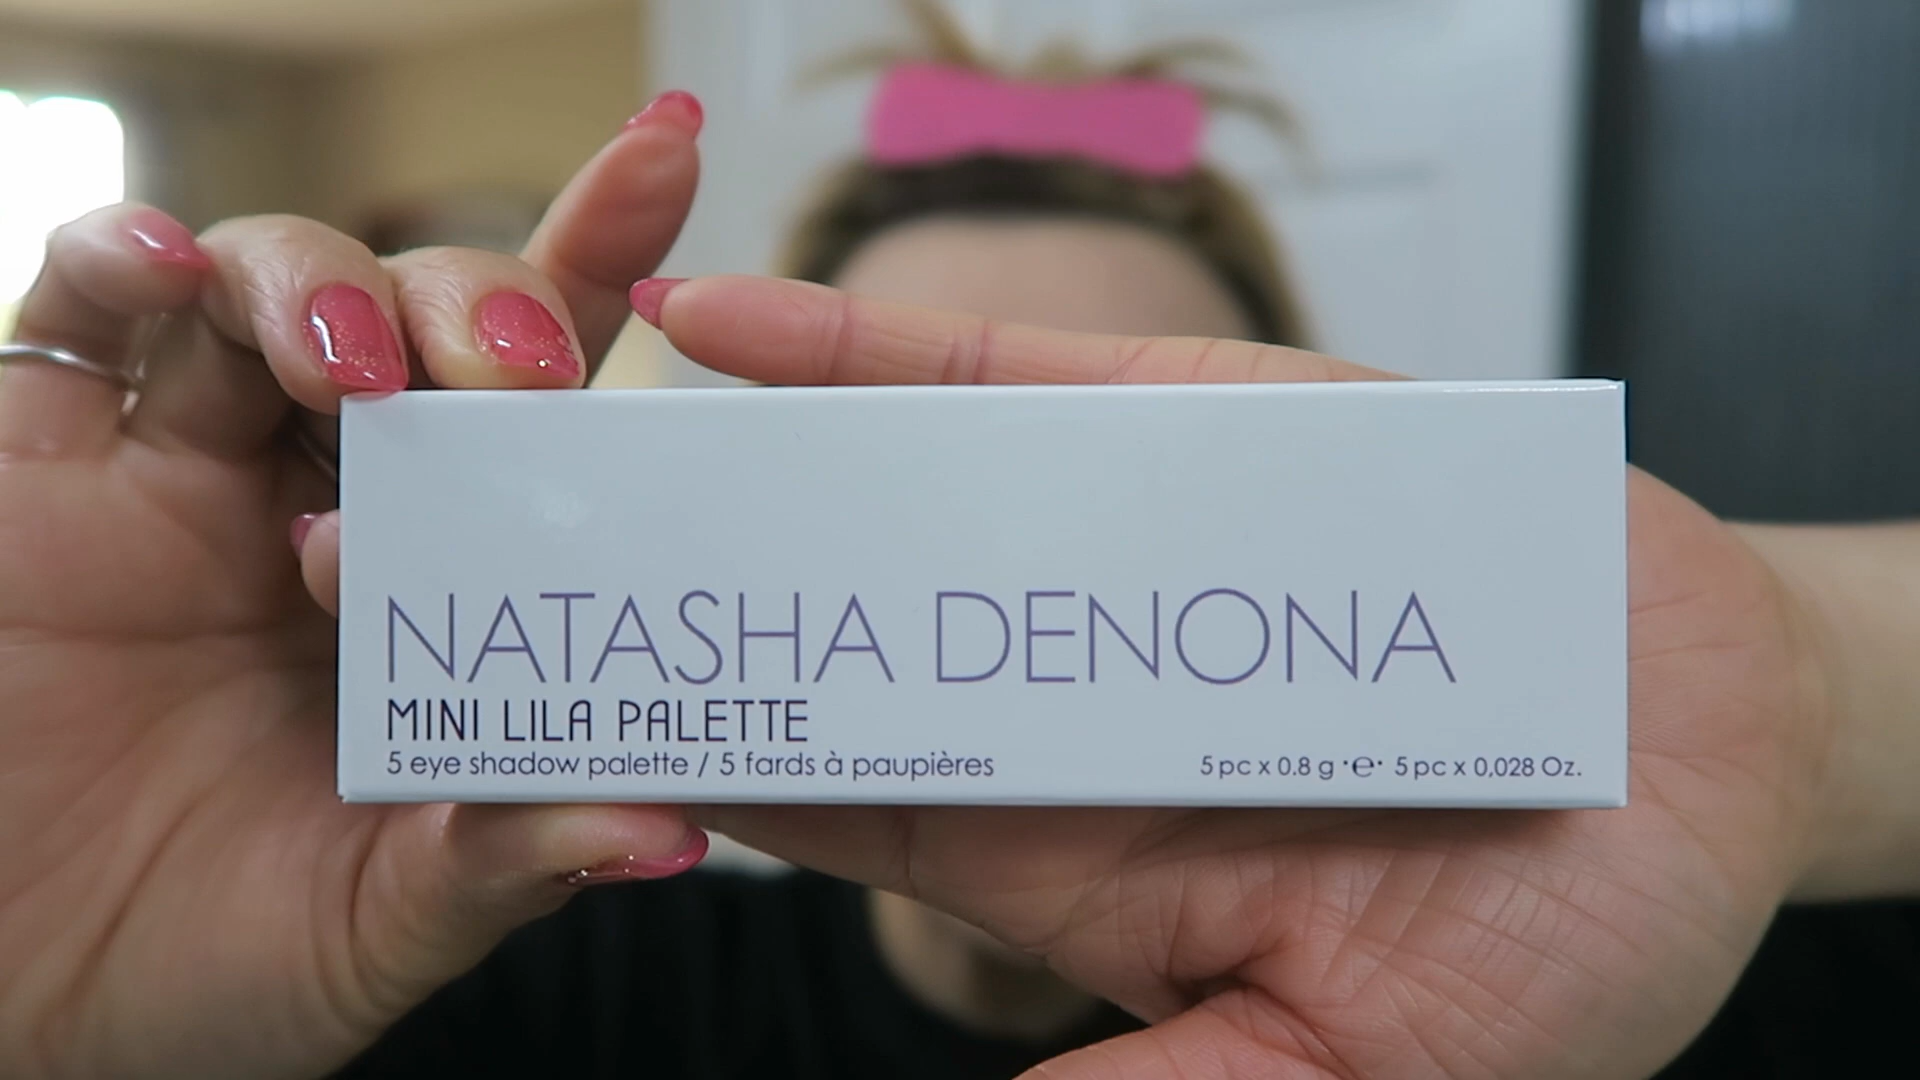 NATASHA DENONA
MINI LILA PALETTE
5 eye shadow palette / 5 fards à paupières
5 pc x 0.8 g ·℮· 5 pc x 0,028 Oz.